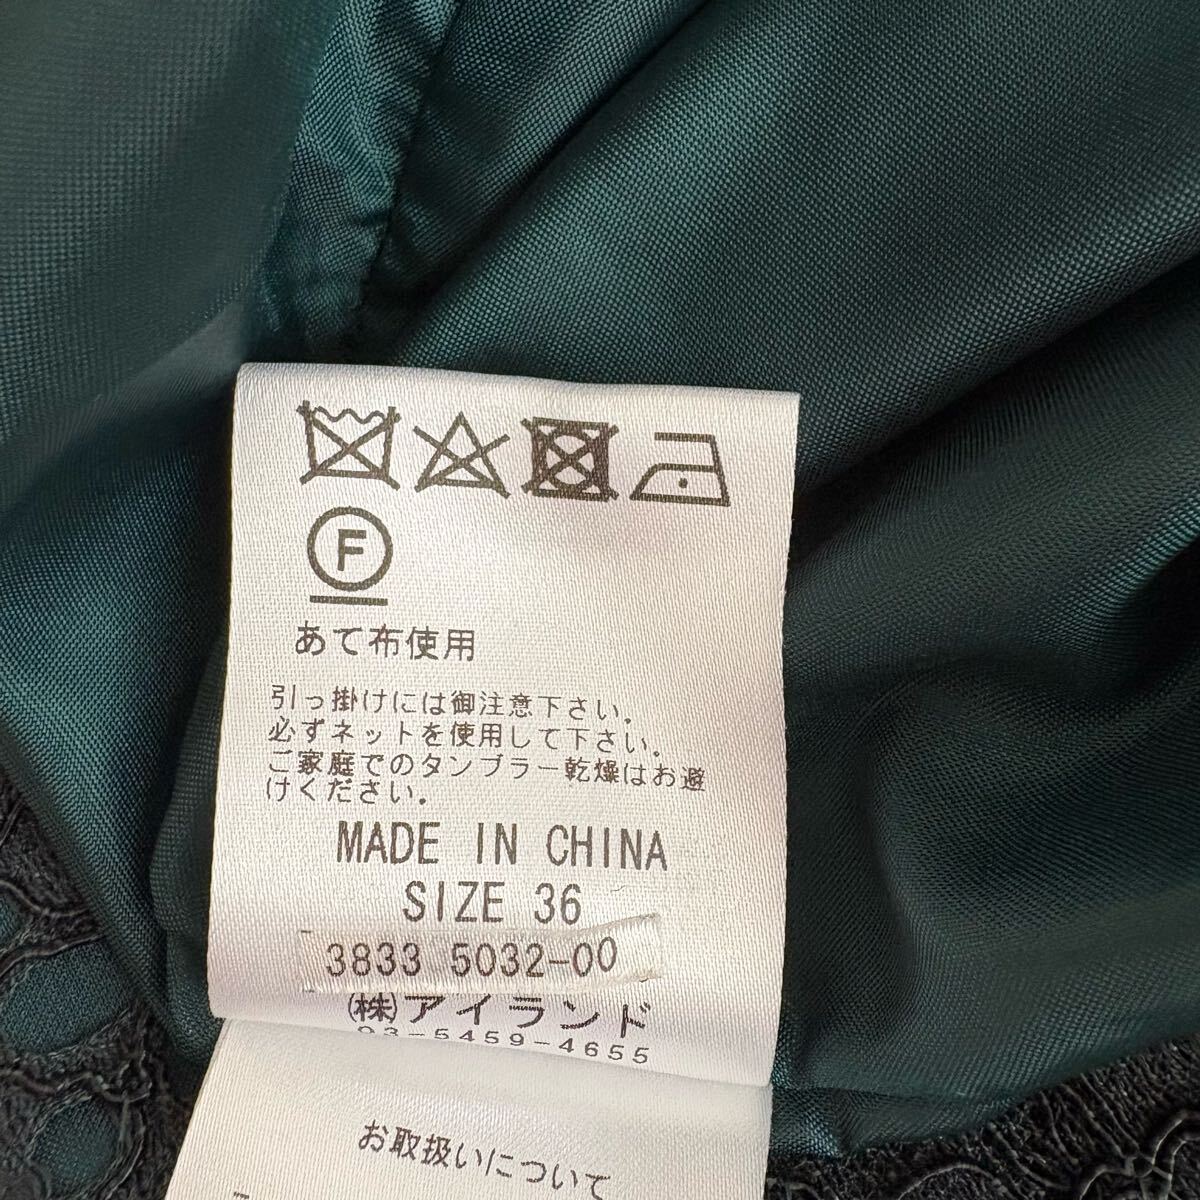 F
あて布使用
引っ掛けには御注意下さい．
必ずネットを使用して下さい．
ご家庭でのタンブラー乾燥はお避
けください．
MADE IN CHINA
SIZE 36
3833 5032-00
㈱アイランド
03-5459-4655
お取扱いについて